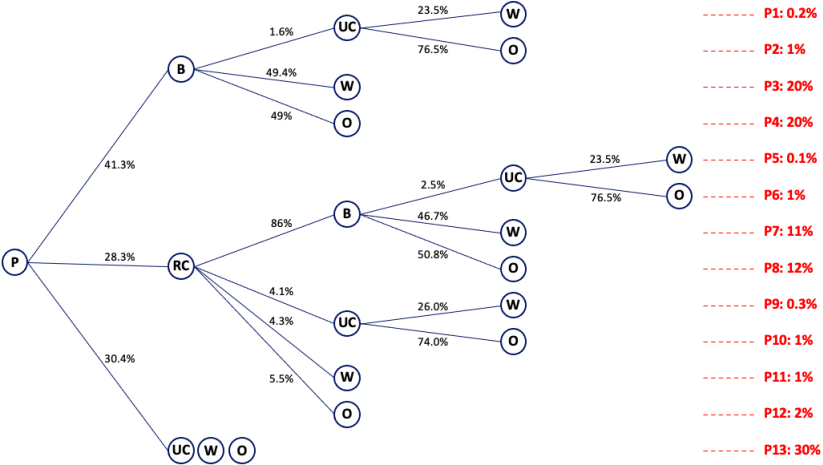 23.5% W P1: 0.2%
UC
1.6% 76.5% O P2: 1%
B 49.4% W P3: 20%
49% O P4: 20%
41.3% 23.5% W P5: 0.1%
2.5% UC
76.5% O P6: 1%
86% B 46.7% W P7: 11%
P 28.3% RC 50.8% O P8: 12%
4.1% 26.0% W P9: 0.3%
4.3% UC
74.0% O P10: 1%
30.4% 5.5% W P11: 1%
O P12: 2%
UC W O P13: 30%